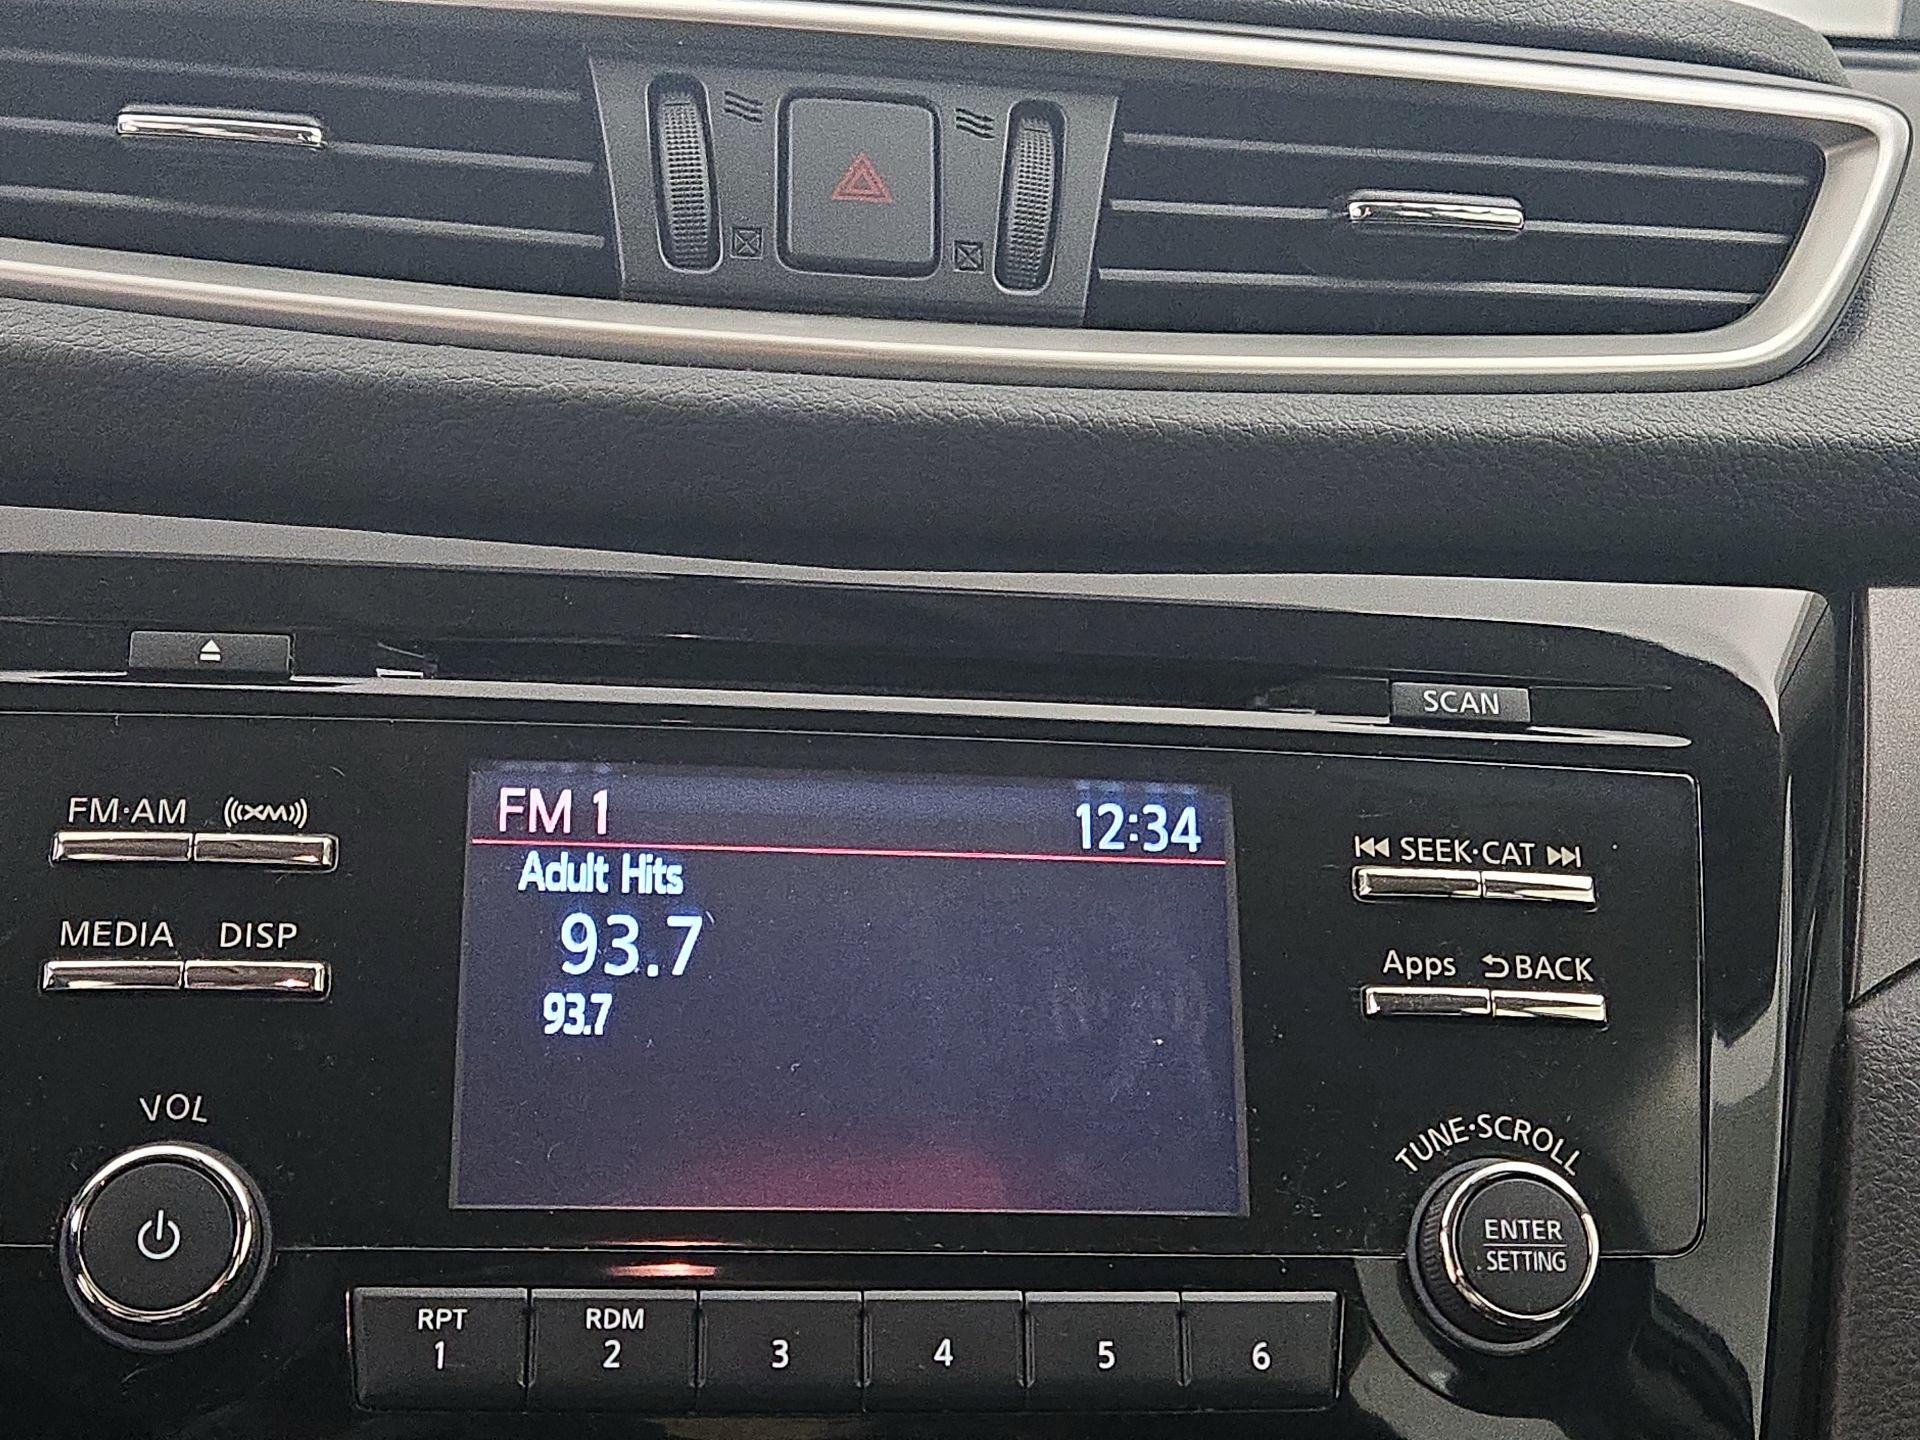 SCAN
FM·AM
XM
FM 1
12:34
SEEK·CAT
Adult Hits
93.7
93.7
MEDIA
DISP
Apps
BACK
VOL
TUNE·SCROLL
ENTER
SETTING
RPT
1
RDM
2
3
4
5
6